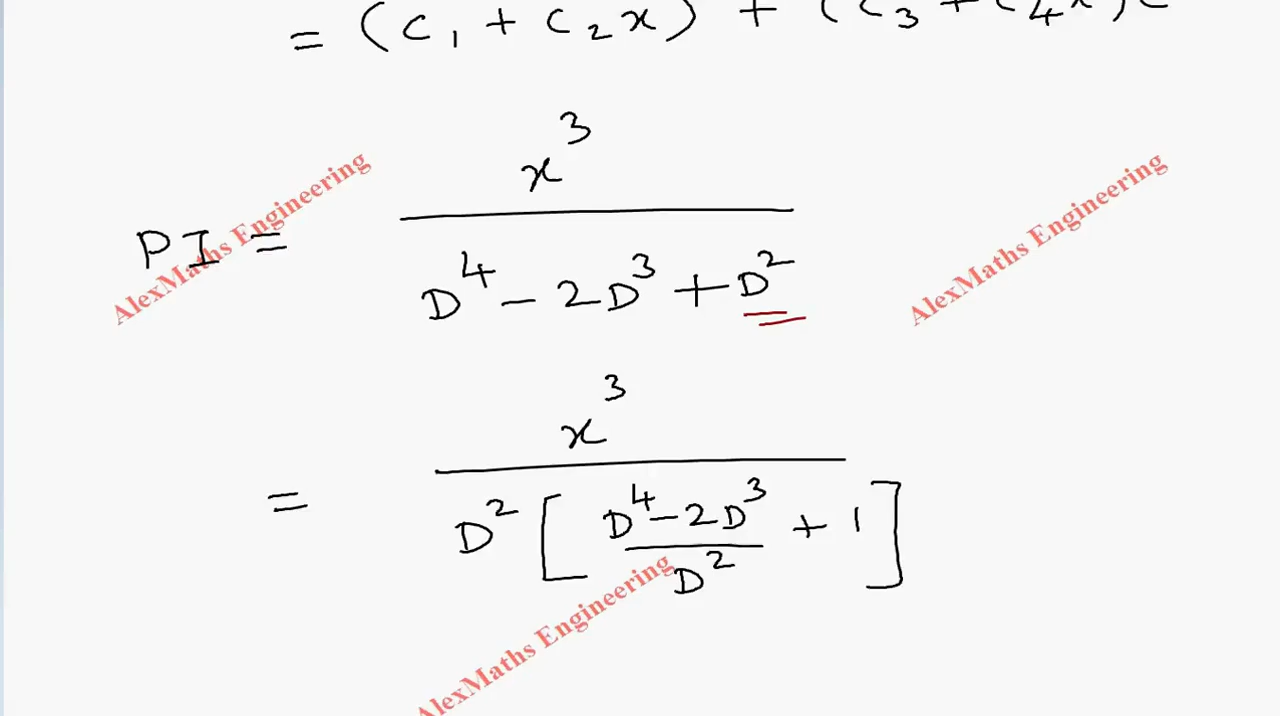 = (C₁ + C₂x) + (C₃ + C₄x)e
PI = x³ / (D⁴ - 2D³ + D²)
= x³ / D² [ (D⁴ - 2D³) / D² + 1 ]
AlexMaths Engineering
AlexMaths Engineering
AlexMaths Engineering